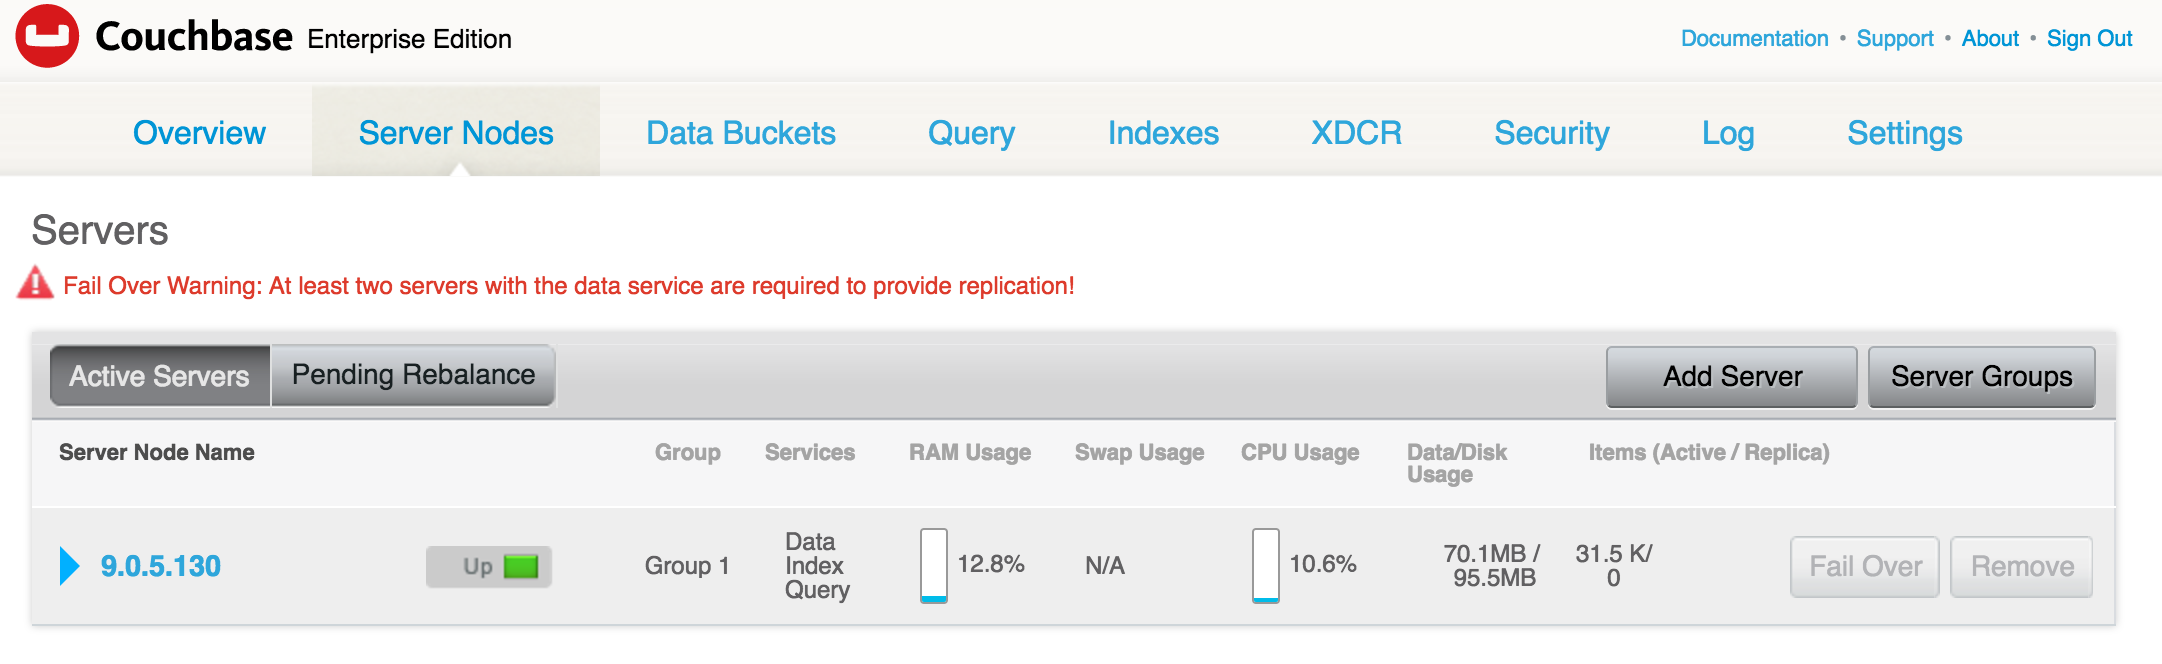 Couchbase Enterprise Edition
Documentation • Support • About • Sign Out
Overview Server Nodes Data Buckets Query Indexes XDCR Security Log Settings
Servers
Fail Over Warning: At least two servers with the data service are required to provide replication!
Active Servers Pending Rebalance Add Server Server Groups
Server Node Name Group Services RAM Usage Swap Usage CPU Usage Data/Disk Items (Active / Replica)
Usage
Data
9.0.5.130 Up Group 1 Index 12.8% N/A 10.6% 70.1MB / 31.5 K/ Fail Over Remove
95.5MB 0
Query